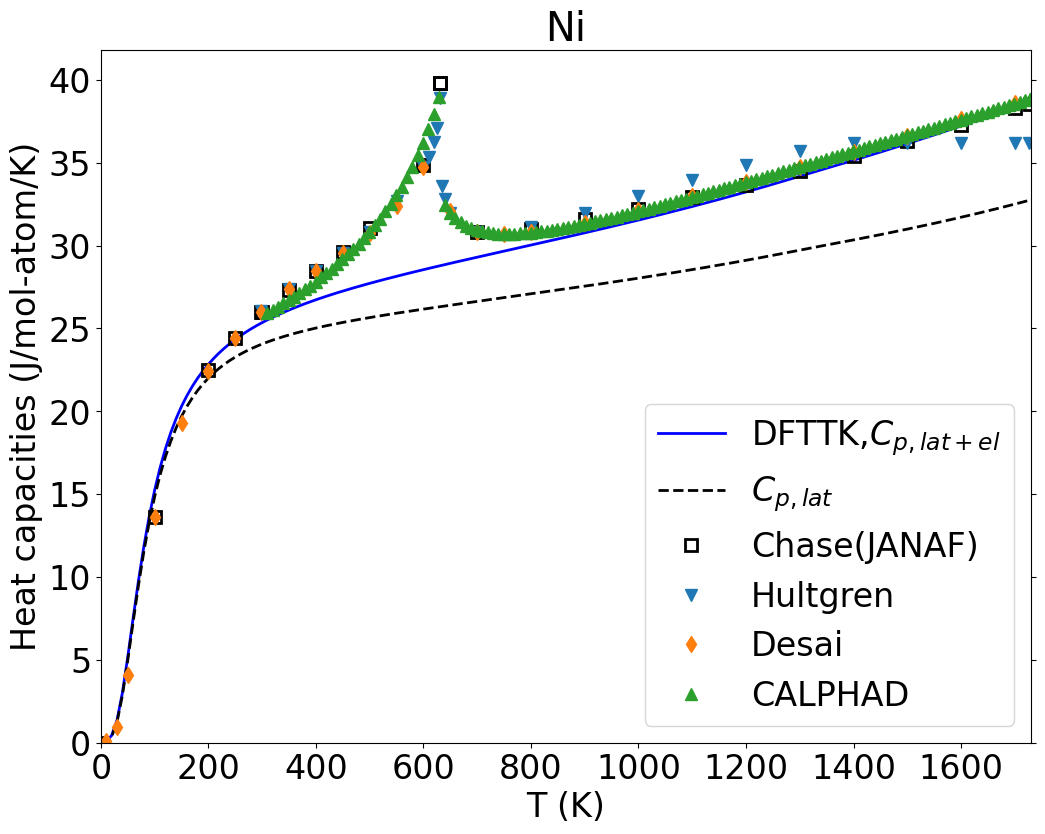 Ni
Heat capacities (J/mol-atom/K)
40
35
30
25
20
15
10
5
0
DFTTK,C_{p, lat+el}
C_{p, lat}
Chase(JANAF)
Hultgren
Desai
CALPHAD
0 200 400 600 800 1000 1200 1400 1600
T (K)